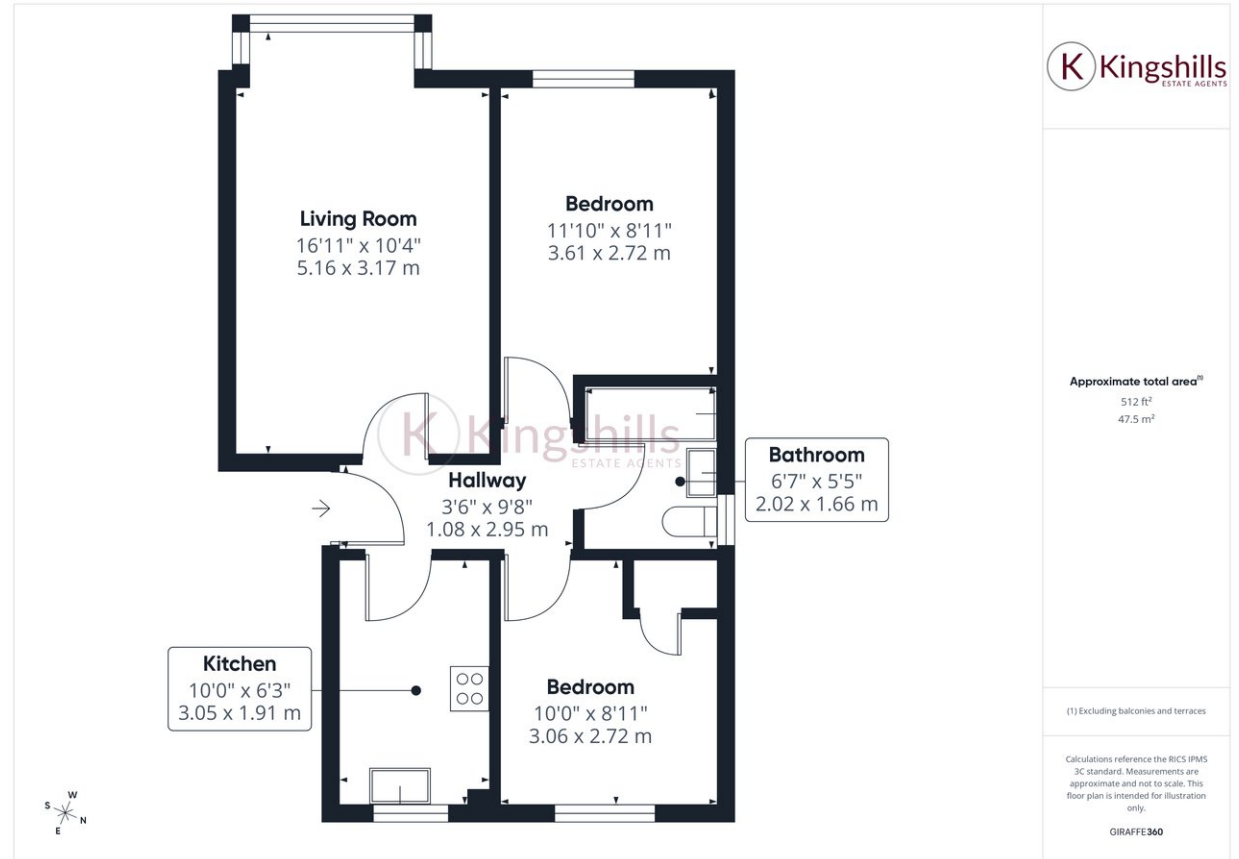 Living Room
16'11" x 10'4"
5.16 x 3.17 m
Bedroom
11'10" x 8'11"
3.61 x 2.72 m
K Kingshills
ESTATE AGENTS
Hallway
3'6" x 9'8"
1.08 x 2.95 m
Bathroom
6'7" x 5'5"
2.02 x 1.66 m
Kitchen
10'0" x 6'3"
3.05 x 1.91 m
Bedroom
10'0" x 8'11"
3.06 x 2.72 m
W
S
N
E
K Kingshills
ESTATE AGENTS
Approximate total area(1)
512 ft²
47.5 m²
(1) Excluding balconies and terraces
Calculations reference the RICS IPMS
3C standard. Measurements are
approximate and not to scale. This
floor plan is intended for illustration
only.
GIRAFFE360